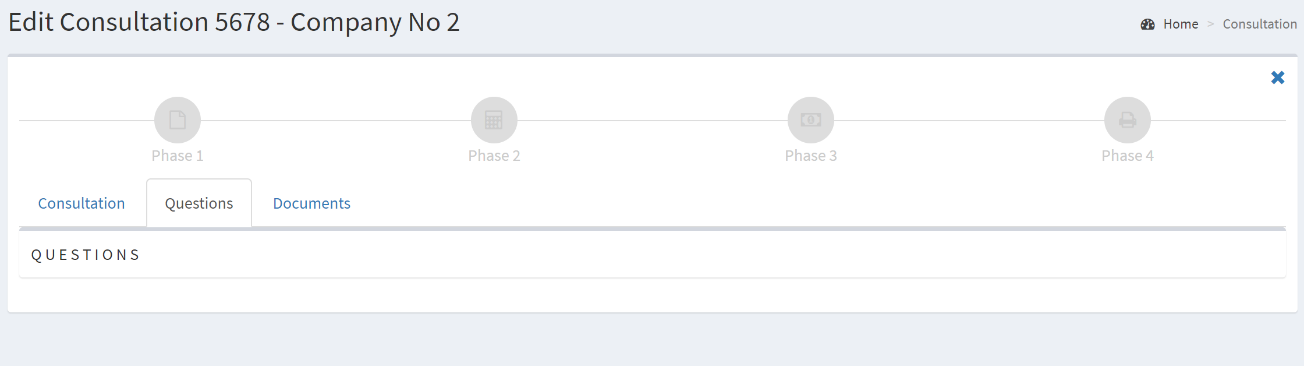 Edit Consultation 5678 - Company No 2
Home > Consultation
Phase 1
Phase 2
Phase 3
Phase 4
Consultation
Questions
Documents
QUESTIONS